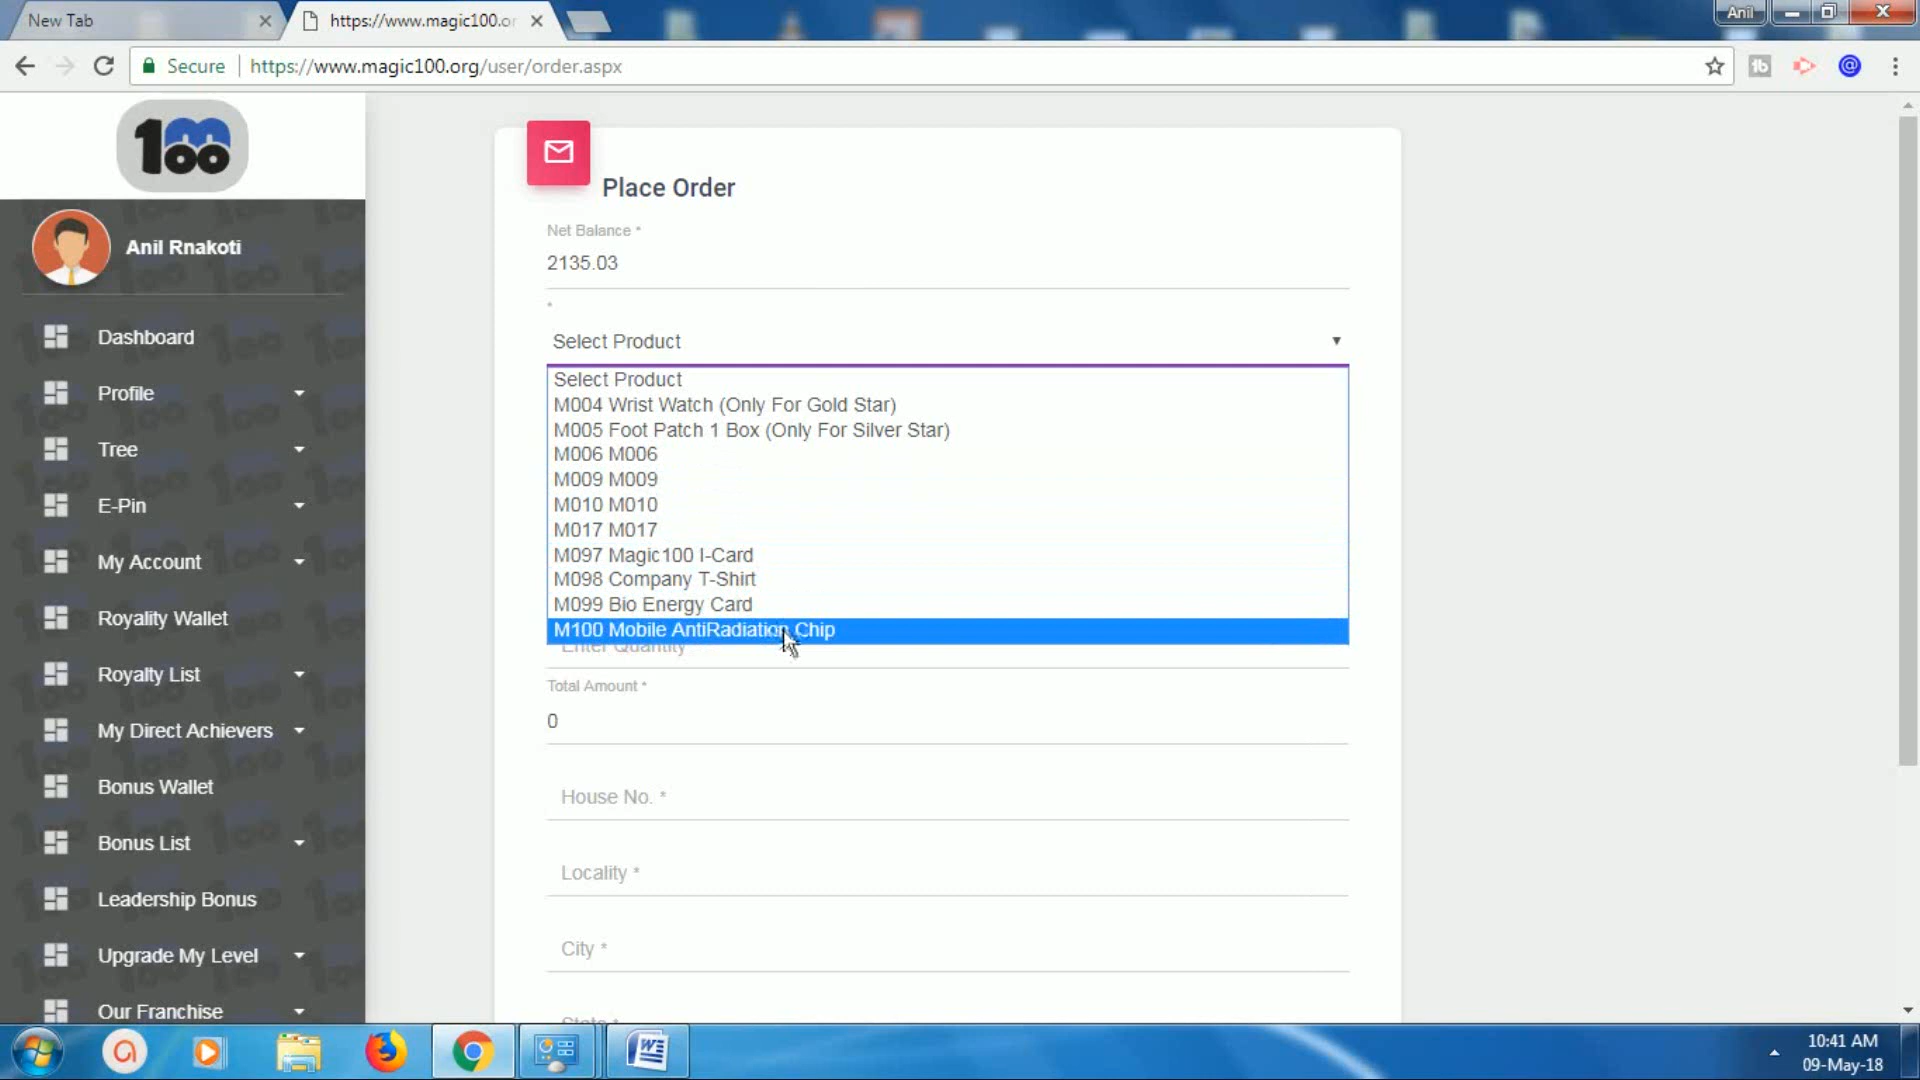 New Tab
https://www.magic100.or
Anil
Secure
https://www.magic100.org/user/order.aspx
100
Anil Rnakoti
Dashboard
Profile
Tree
E-Pin
My Account
Royality Wallet
Royalty List
My Direct Achievers
Bonus Wallet
Bonus List
Leadership Bonus
Upgrade My Level
Our Franchise
Place Order
Net Balance *
2135.03
*
Select Product
Select Product
M004 Wrist Watch (Only For Gold Star)
M005 Foot Patch 1 Box (Only For Silver Star)
M006 M006
M009 M009
M010 M010
M017 M017
M097 Magic100 I-Card
M098 Company T-Shirt
M099 Bio Energy Card
M100 Mobile AntiRadiation Chip
Enter Quantity
Total Amount *
0
House No. *
Locality *
City *
State *
10:41 AM
09-May-18